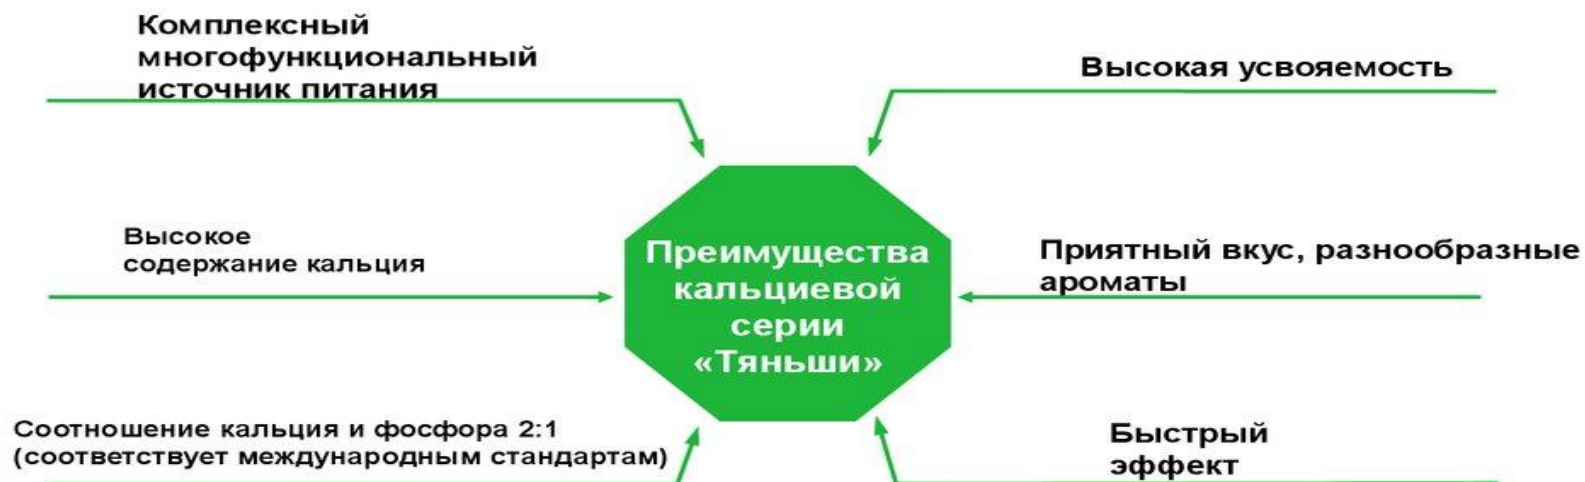 Комплексный
многофункциональный
источник питания
Высокая усвояемость
Высокое
содержание кальция
Преимущества
кальциевой
серии
«Тяньши»
Приятный вкус, разнообразные
ароматы
Соотношение кальция и фосфора 2:1
(соответствует международным стандартам)
Быстрый
эффект